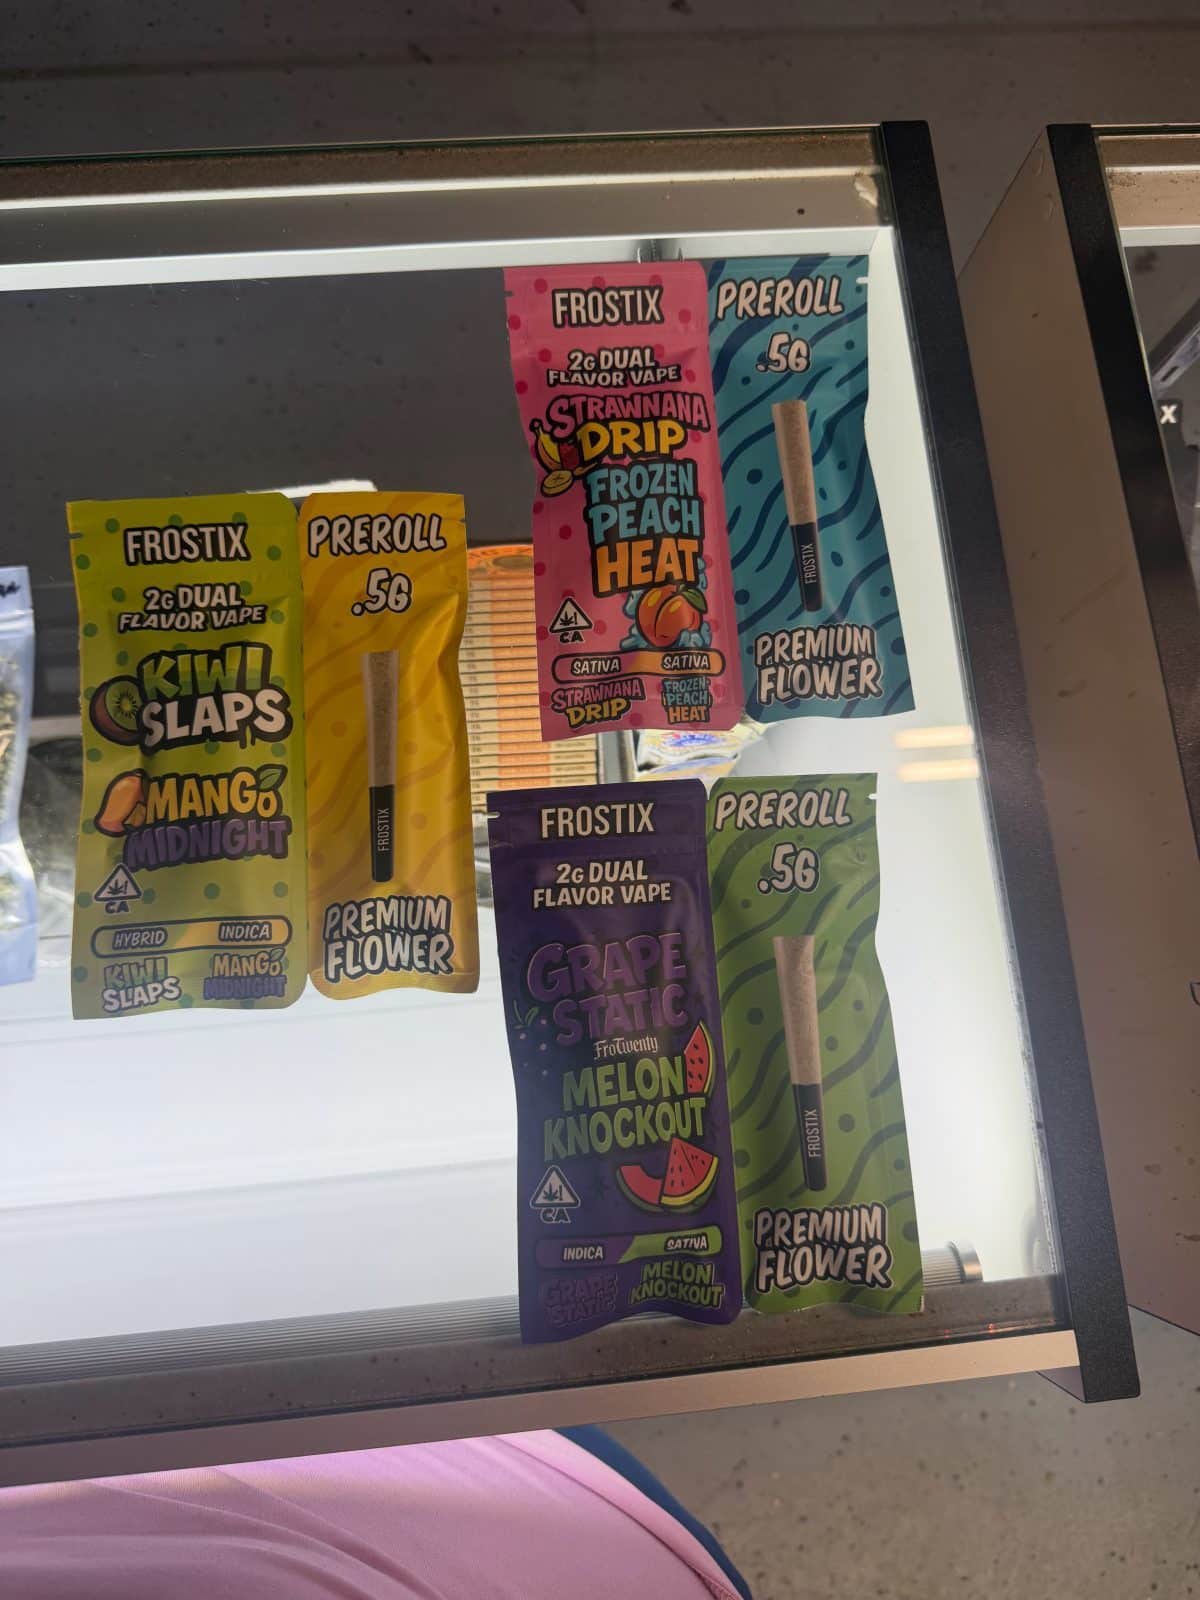 FROSTIX
2G DUAL
FLAVOR VAPE
STRAWNANA
DRIP
FROZEN
PEACH
HEAT
CA
SATIVA SATIVA
STRAWNANA
DRIP
FROZEN
PEACH
HEAT
PREROLL
.5G
FROSTIX
PREMIUM
FLOWER
FROSTIX
2G DUAL
FLAVOR VAPE
KIWI
SLAPS
MANGO
MIDNIGHT
CA
HYBRID INDICA
KIWI
SLAPS
MANGO
MIDNIGHT
PREROLL
.5G
FROSTIX
PREMIUM
FLOWER
FROSTIX
2G DUAL
FLAVOR VAPE
GRAPE
STATIC
FroTwenty
MELON
KNOCKOUT
CA
INDICA SATIVA
GRAPE
STATIC
MELON
KNOCKOUT
PREROLL
.5G
FROSTIX
PREMIUM
FLOWER
X